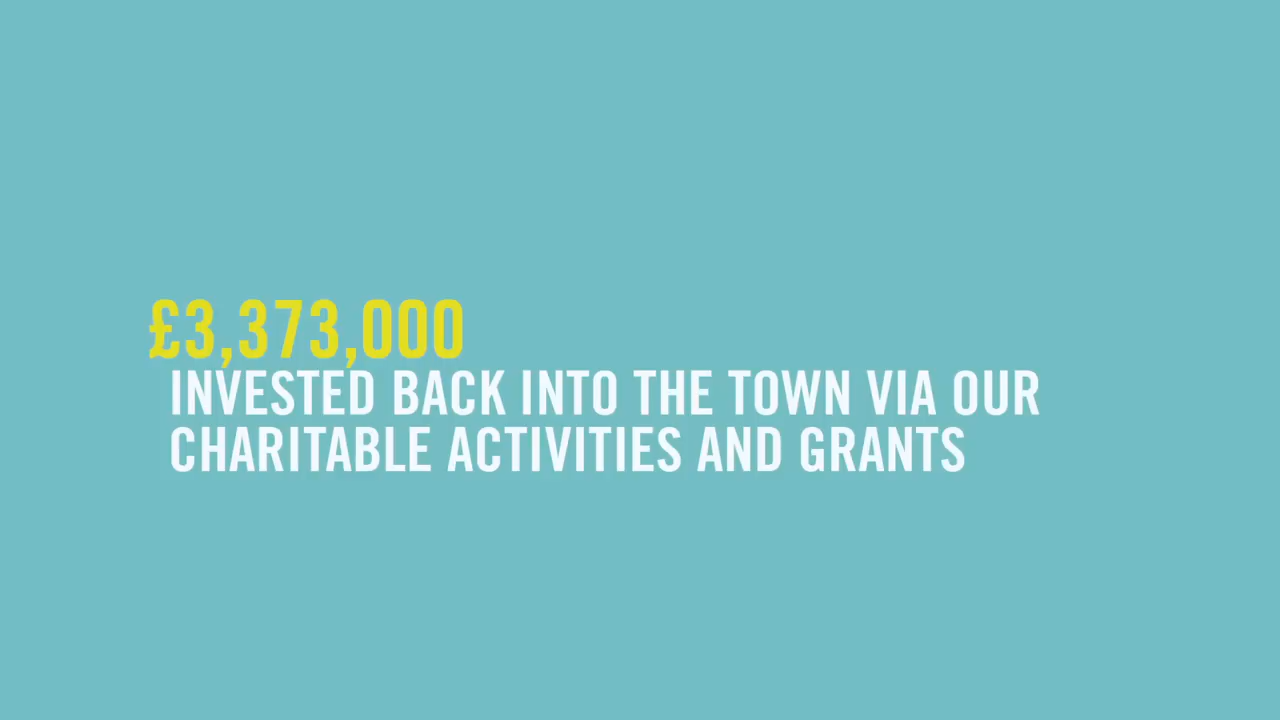 £3,373,000
INVESTED BACK INTO THE TOWN VIA OUR
CHARITABLE ACTIVITIES AND GRANTS